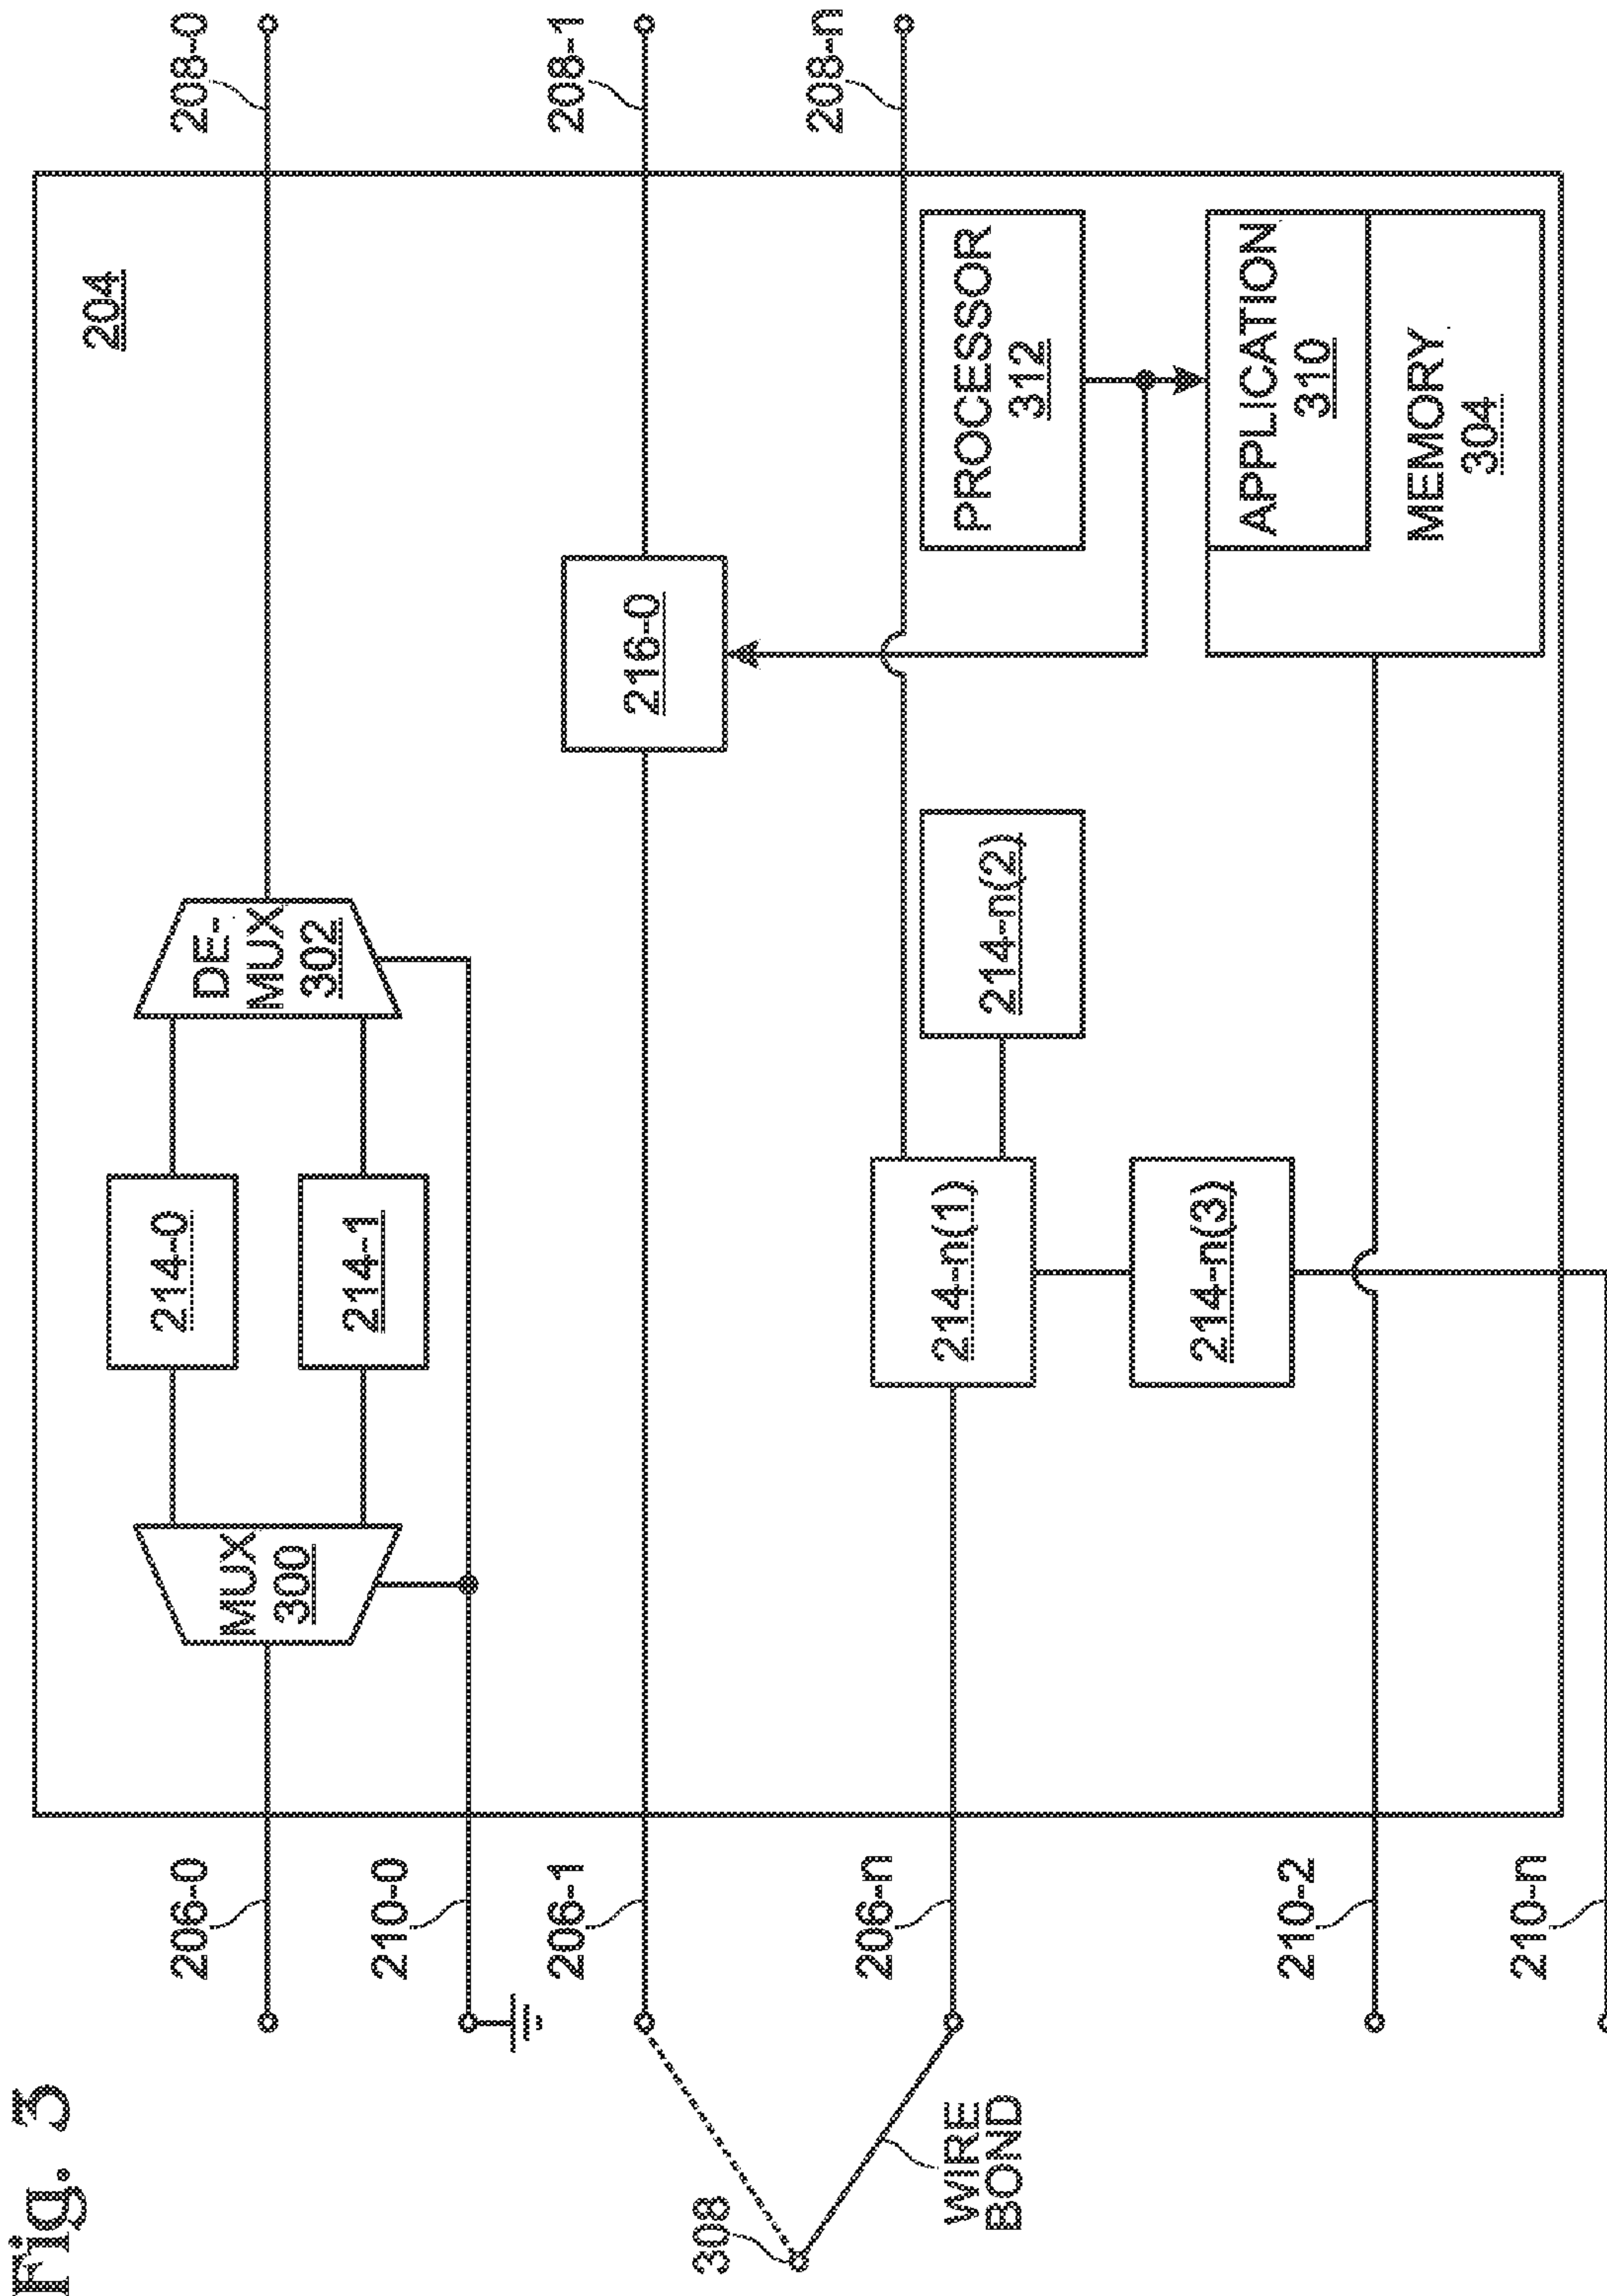 Fig. 3
204
206-0
MUX
300
214-0
214-1
DE-
MUX
302
208-0
210-0
206-1
216-0
208-1
308
WIRE
BOND
206-n
214-n(1)
214-n(2)
214-n(3)
208-n
PROCESSOR
312
APPLICATION
310
MEMORY
304
210-2
210-n